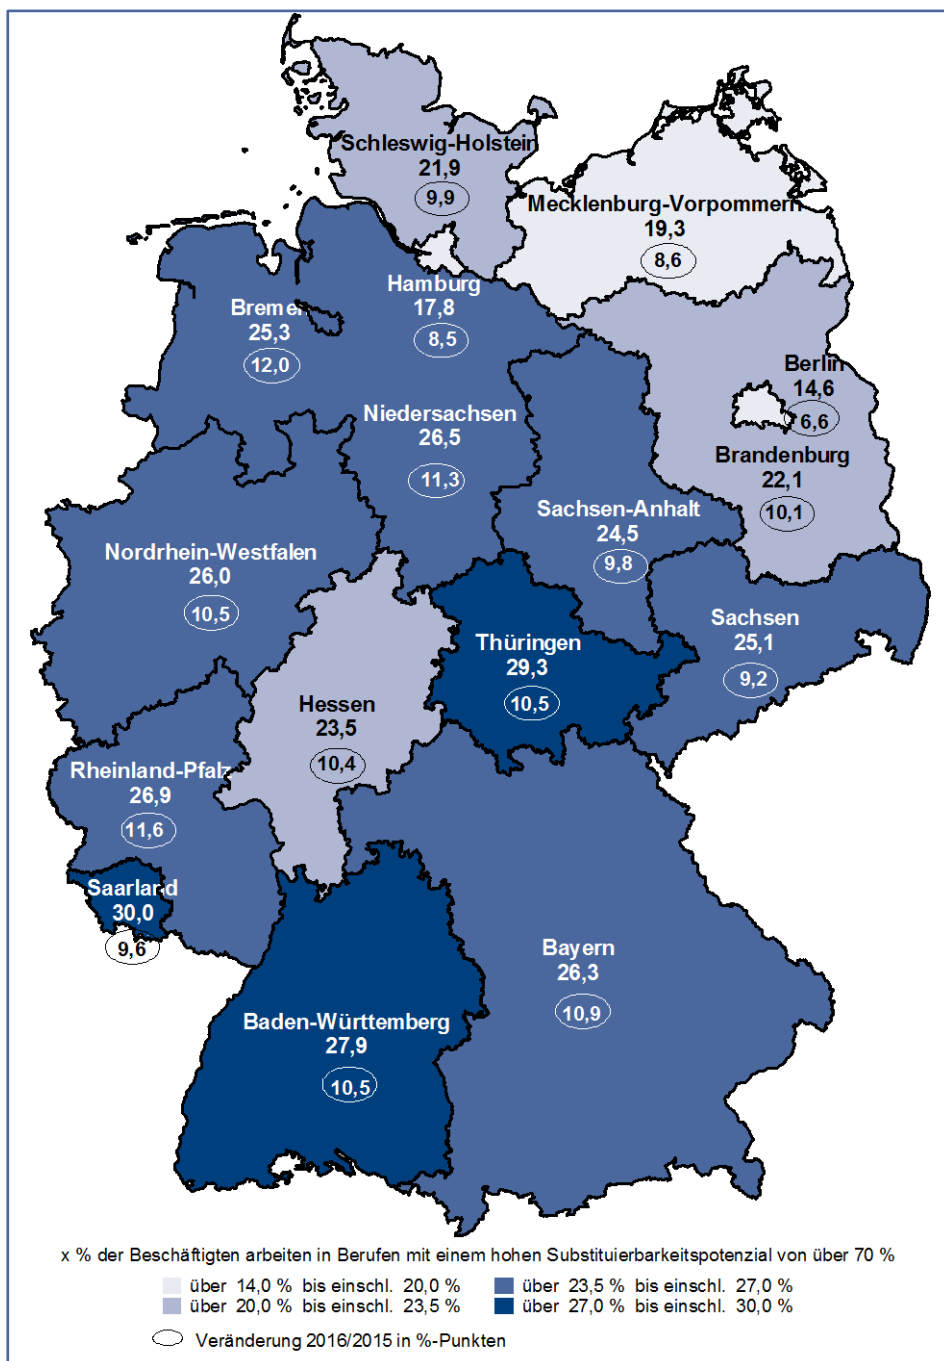 Schleswig-Holstein
21,9
9,9
Mecklenburg-Vorpommern
19,3
8,6
Hamburg
17,8
8,5
Bremen
25,3
12,0
Berlin
14,6
6,6
Niedersachsen
26,5
11,3
Brandenburg
22,1
10,1
Sachsen-Anhalt
24,5
9,8
Nordrhein-Westfalen
26,0
10,5
Sachsen
25,1
9,2
Thüringen
29,3
10,5
Hessen
23,5
10,4
Rheinland-Pfalz
26,9
11,6
Saarland
30,0
9,6
Bayern
26,3
10,9
Baden-Württemberg
27,9
10,5
x % der Beschäftigten arbeiten in Berufen mit einem hohen Substituierbarkeitspotenzial von über 70 %
über 14,0 % bis einschl. 20,0 %
über 20,0 % bis einschl. 23,5 %
über 23,5 % bis einschl. 27,0 %
über 27,0 % bis einschl. 30,0 %
Veränderung 2016/2015 in %-Punkten